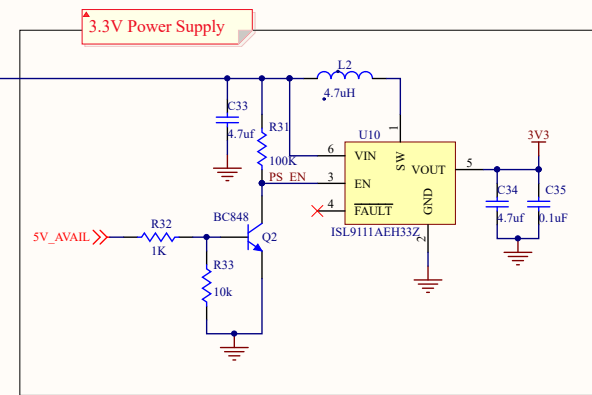 3.3V Power Supply
L2
4.7uH
C33
4.7uf
R31
100K
U10
1
6
VIN
SW
VOUT
5
3V3
PS_EN
3
EN
4
FAULT
GND
2
ISL9111AEH33Z
C34
4.7uf
C35
0.1uF
5V_AVAIL
R32
1K
BC848
Q2
R33
10k